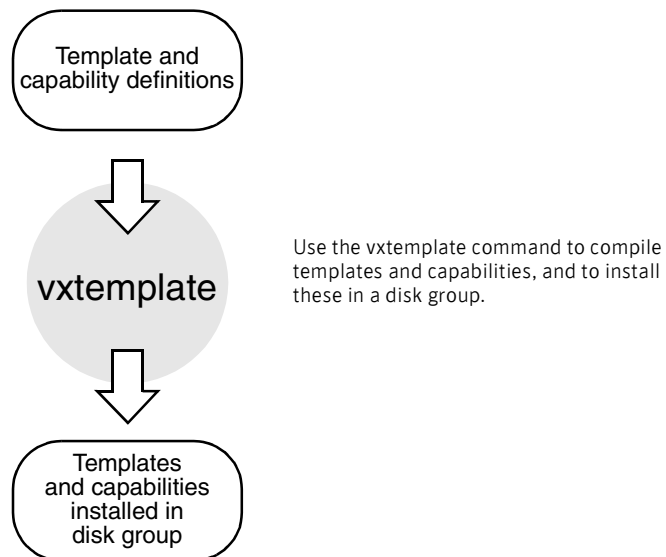 Template and
capability definitions
vxtemplate
Use the vxtemplate command to compile
templates and capabilities, and to install
these in a disk group.
Templates
and capabilities
installed in
disk group